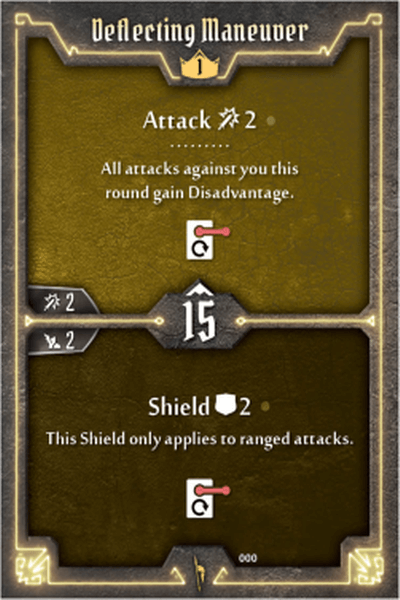 Deflecting Maneuver
1
Attack 2
All attacks against you this
round gain Disadvantage.
2
15
2
Shield 2
This Shield only applies to ranged attacks.
000